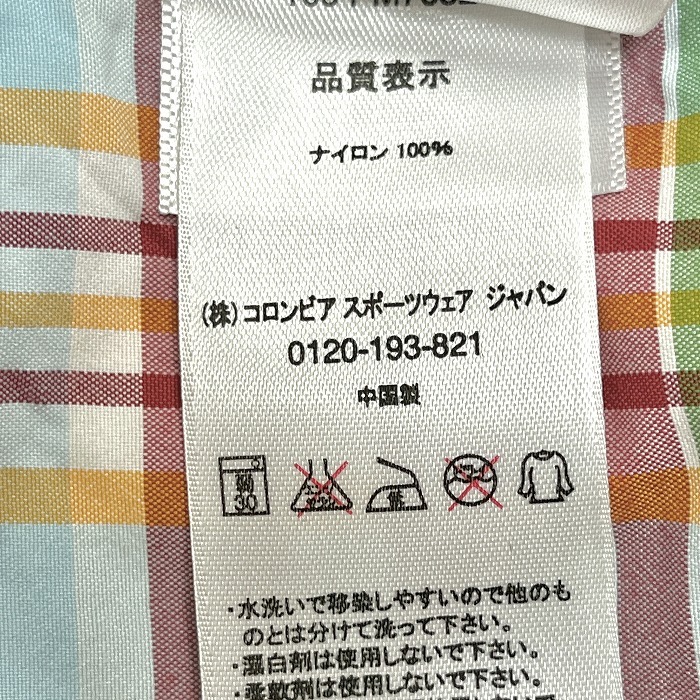 品質表示
ナイロン 100%
(株)コロンビア スポーツウェア ジャパン
0120-193-821
中国製
弱
30
・水洗いで移染しやすいので他のも
のとは分けて洗って下さい。
・濕白剤は使用しないで下さい。
・柔軟剤は使用しないで下さい。